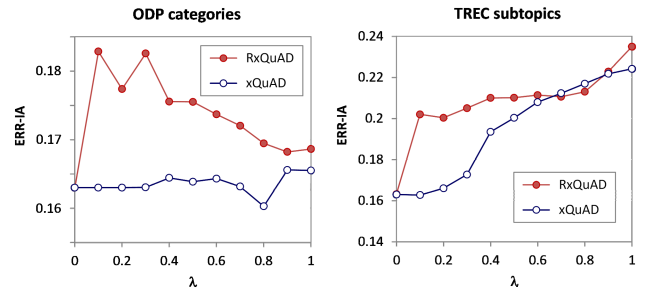 ODP categories
ERR-IA
0.18
0.17
0.16
0
0.2
0.4
0.6
0.8
1
λ
RxQuAD
xQuAD
TREC subtopics
ERR-IA
0.24
0.22
0.2
0.18
0.16
0.14
0
0.2
0.4
0.6
0.8
1
λ
RxQuAD
xQuAD